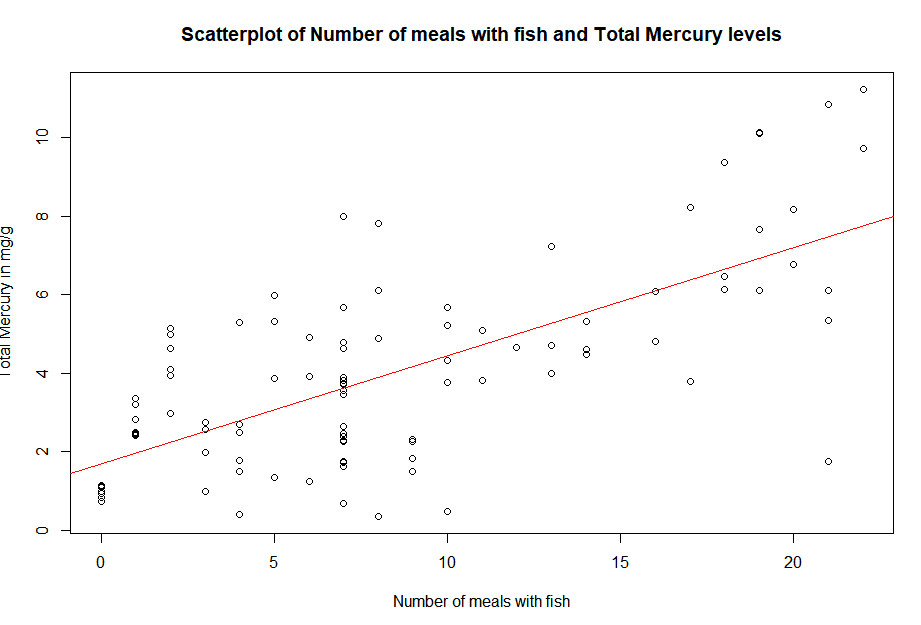 Scatterplot of Number of meals with fish and Total Mercury levels
Total Mercury in mg/g
10
8
6
4
2
0
0 5 10 15 20
Number of meals with fish